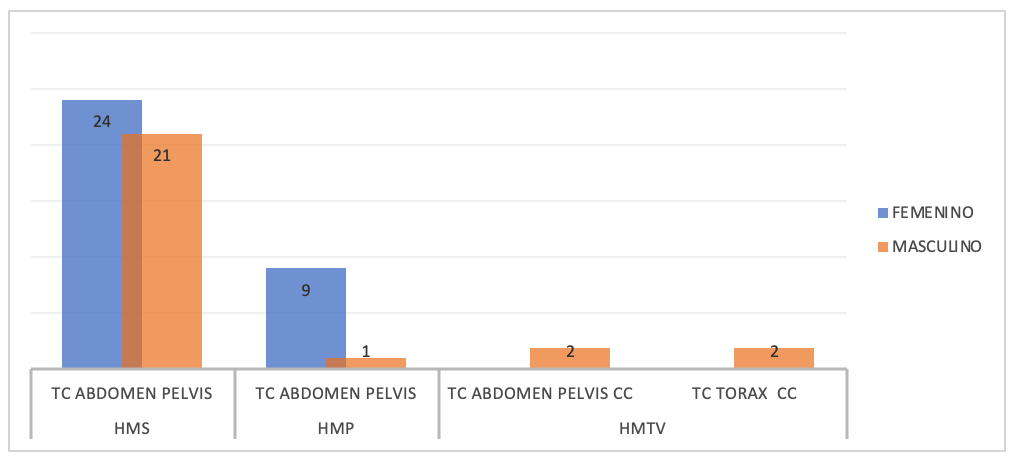 24
21
9
1
2
2
FEMENINO
MASCULINO
TC ABDOMEN PELVIS
TC ABDOMEN PELVIS
TC ABDOMEN PELVIS CC
TC TORAX  CC
HMS
HMP
HMTV